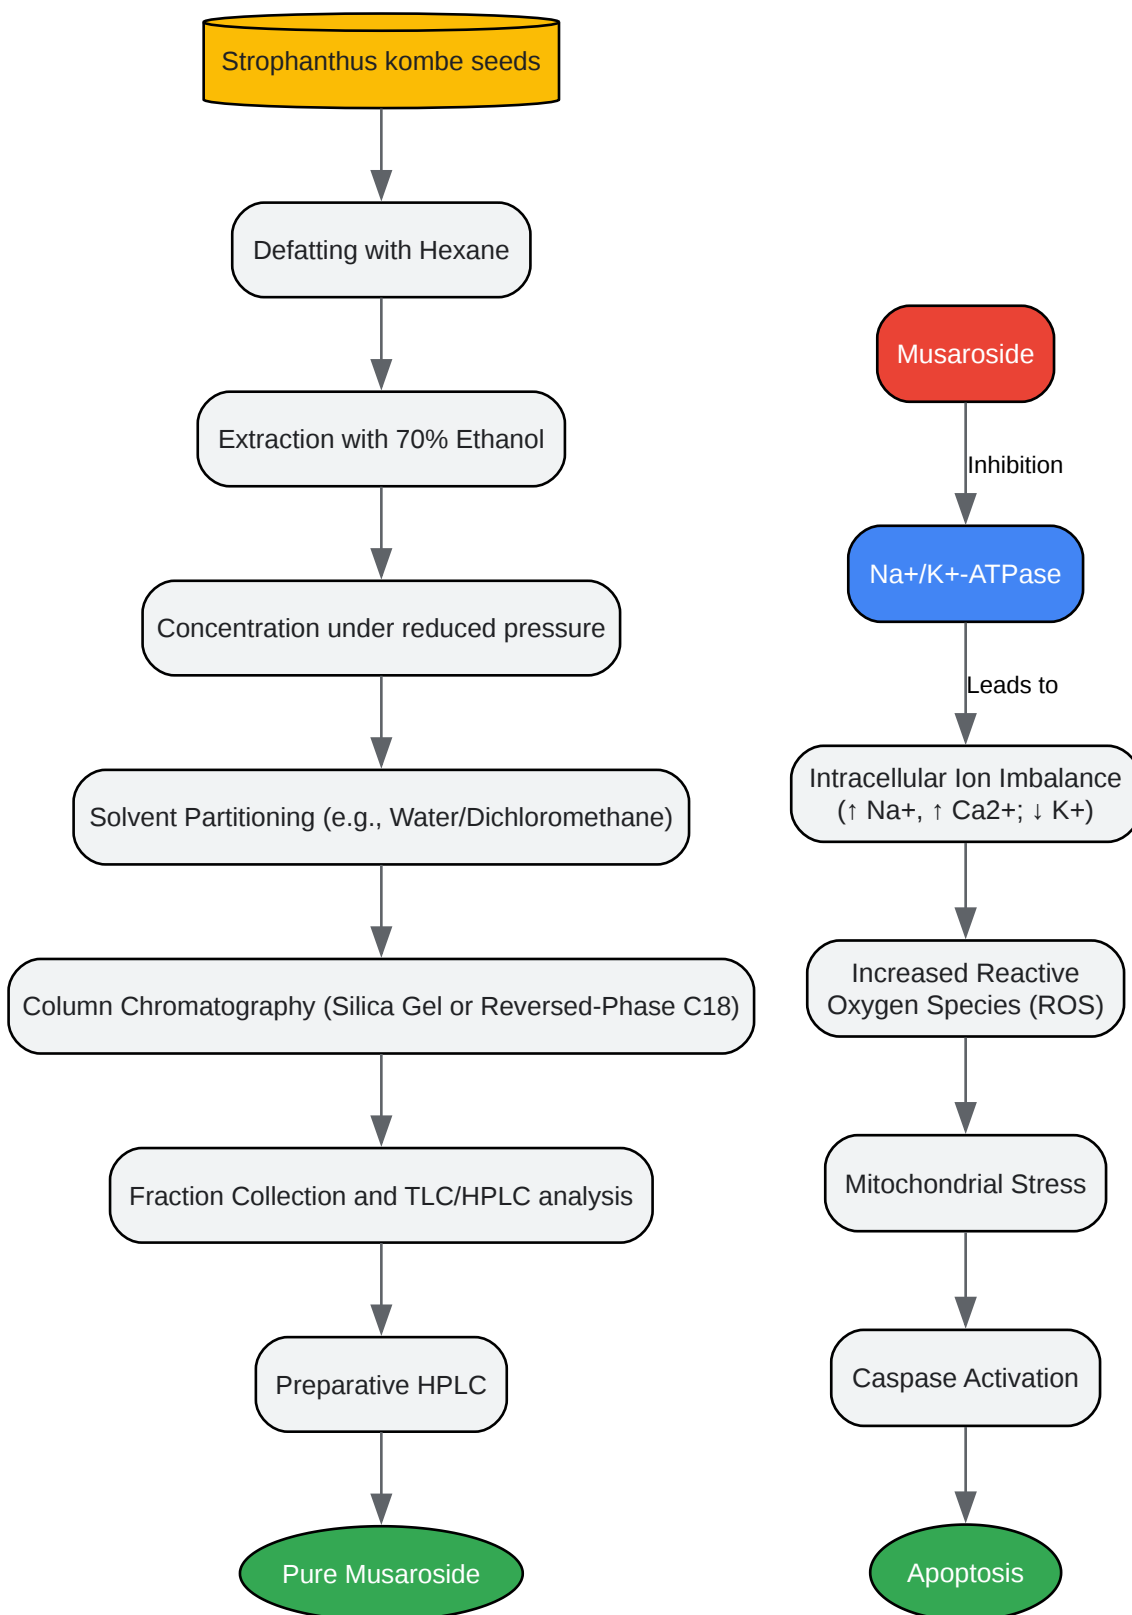 Strophanthus kombe seeds
Defatting with Hexane
Extraction with 70% Ethanol
Concentration under reduced pressure
Solvent Partitioning (e.g., Water/Dichloromethane)
Column Chromatography (Silica Gel or Reversed-Phase C18)
Fraction Collection and TLC/HPLC analysis
Preparative HPLC
Pure Musaroside
Musaroside
Inhibition
Na+/K+-ATPase
Leads to
Intracellular Ion Imbalance
(↑ Na+, ↑ Ca2+; ↓ K+)
Increased Reactive
Oxygen Species (ROS)
Mitochondrial Stress
Caspase Activation
Apoptosis